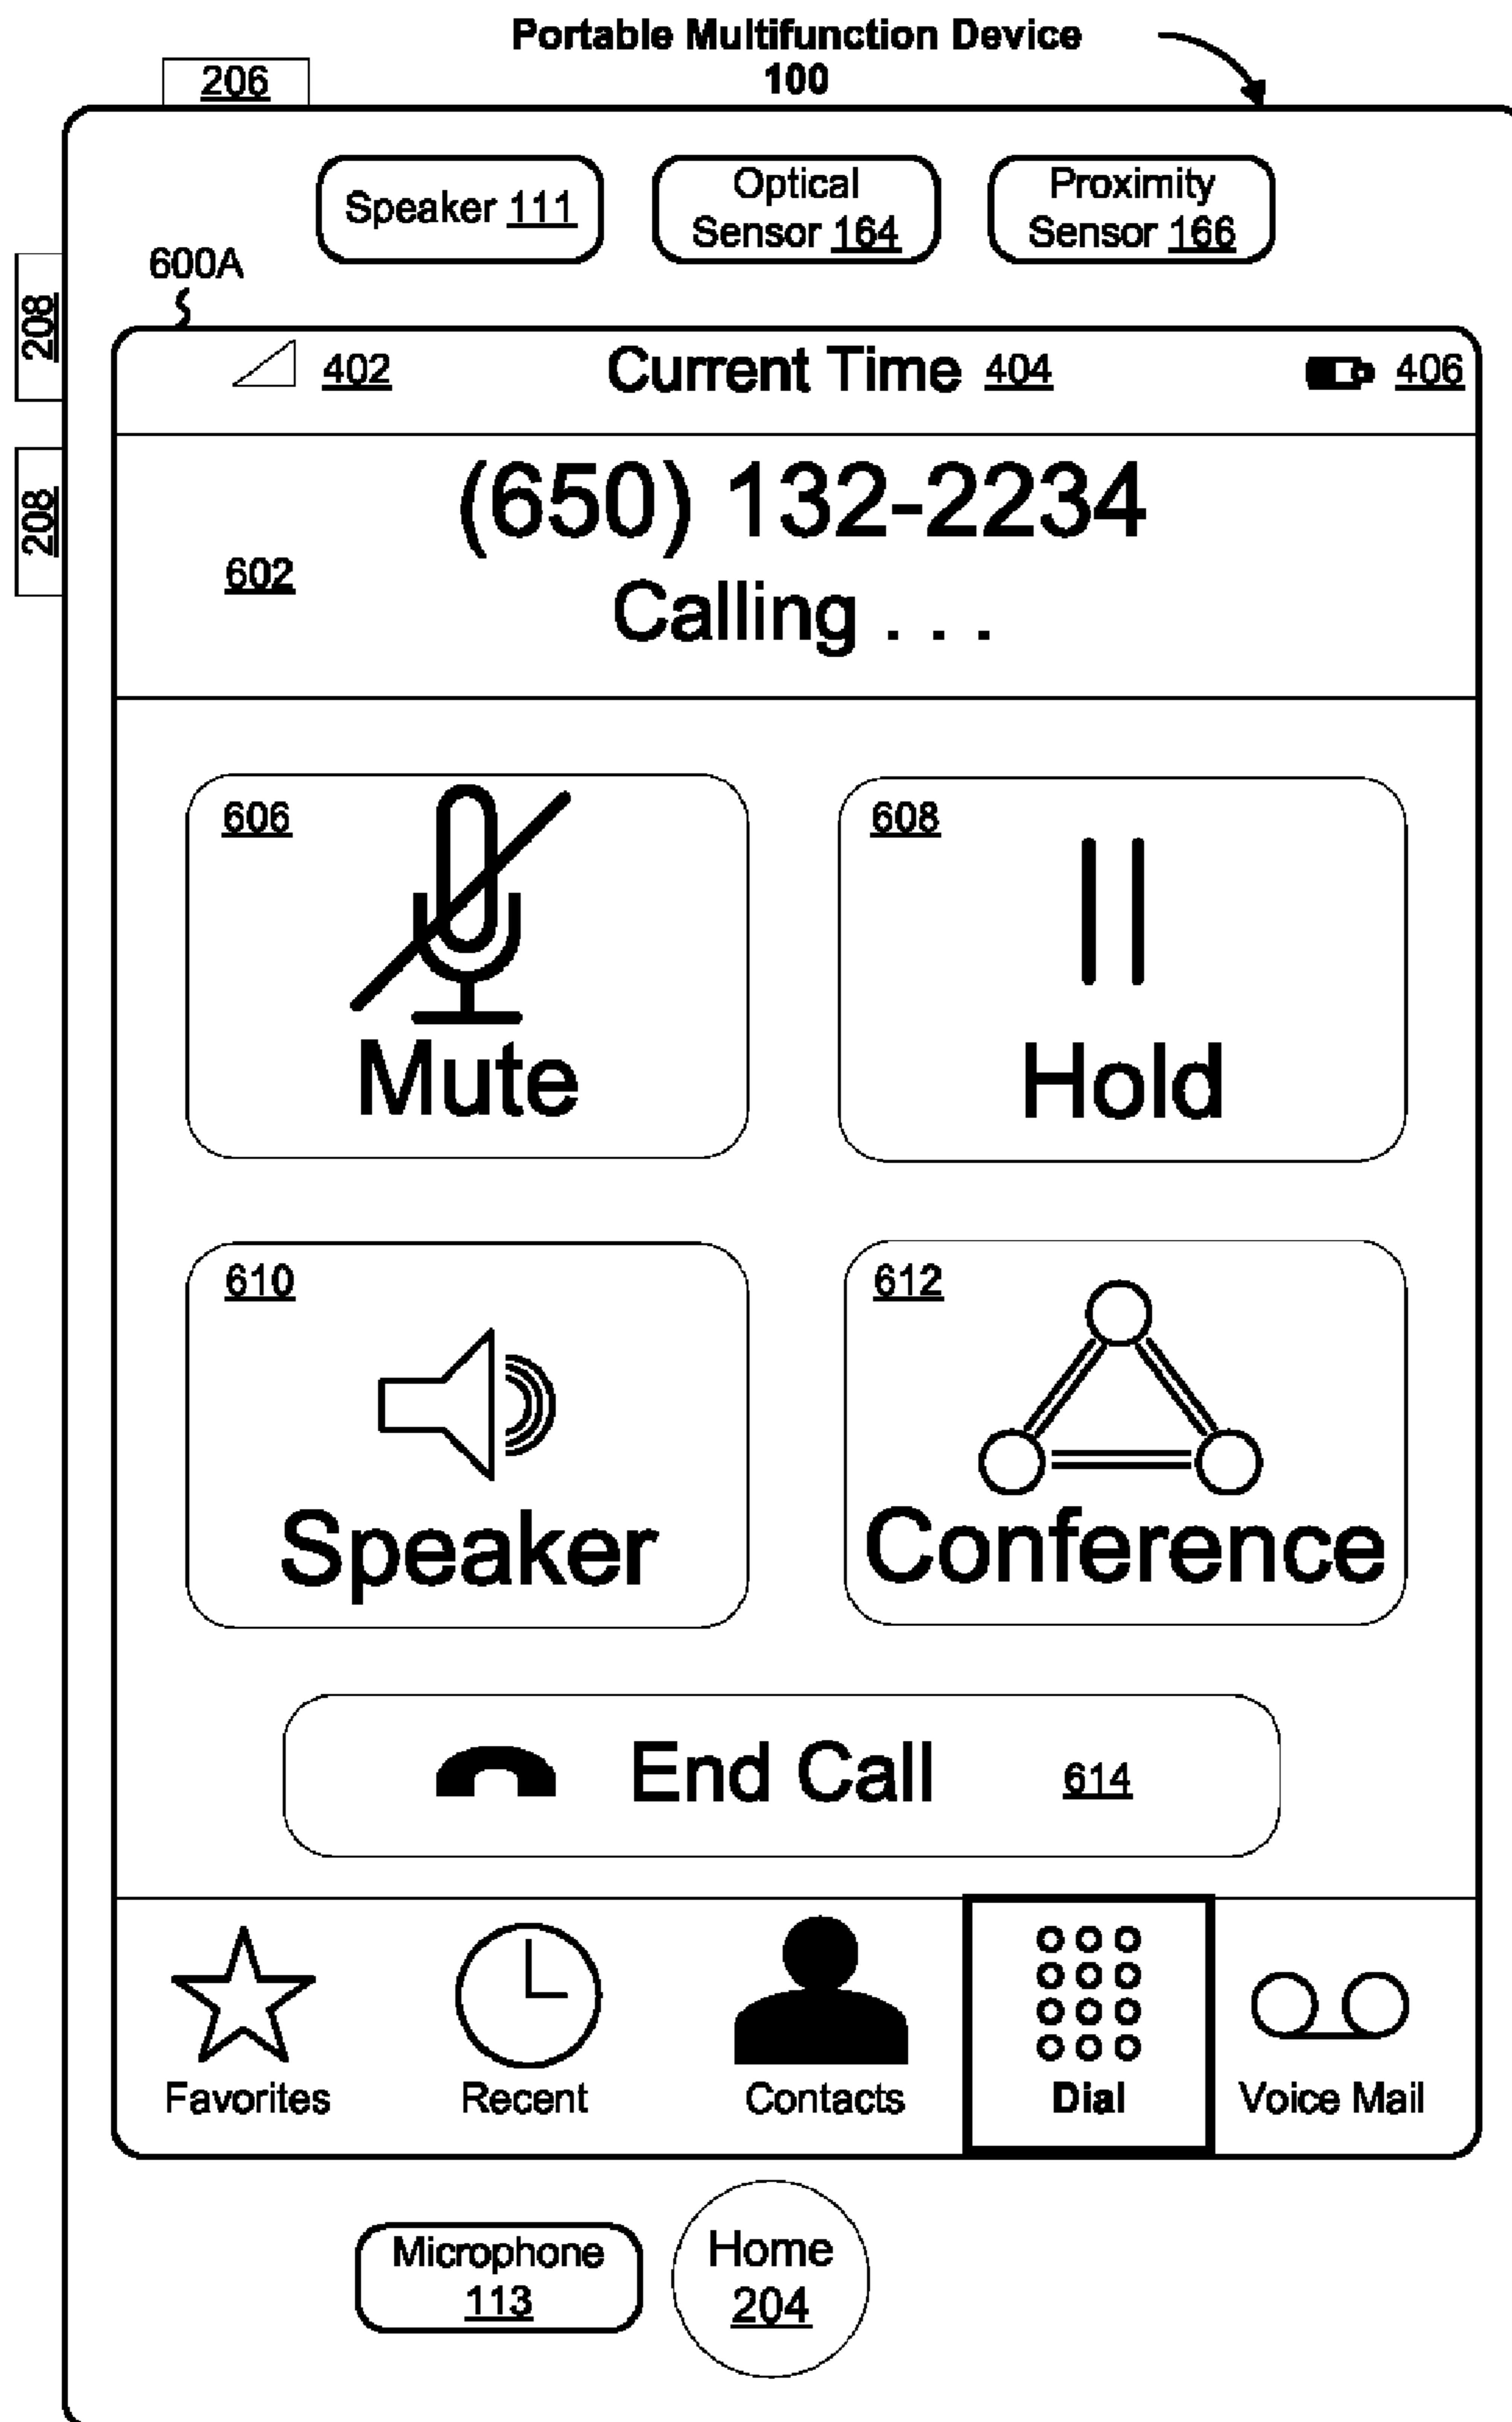 Portable Multifunction Device
100
206
Speaker 111
Optical
Sensor 164
Proximity
Sensor 166
600A
208
402
Current Time 404
406
208
(650) 132-2234
602
Calling . . .
606
Mute
608
Hold
610
Speaker
612
Conference
End Call 614
Favorites
Recent
Contacts
Dial
Voice Mail
Microphone
113
Home
204